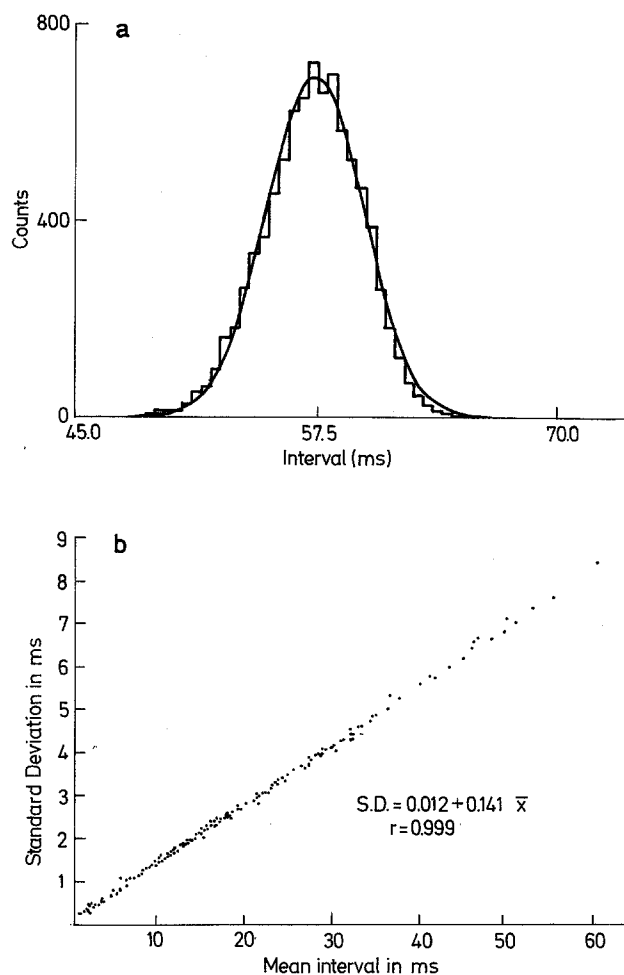 a
800
400
0
Counts
45.0
57.5
70.0
Interval (ms)
b
9
8
7
6
5
4
3
2
1
Standard Deviation in ms
S.D. = 0.012 + 0.141 x̅
r = 0.999
10
20
30
40
50
60
Mean interval in ms